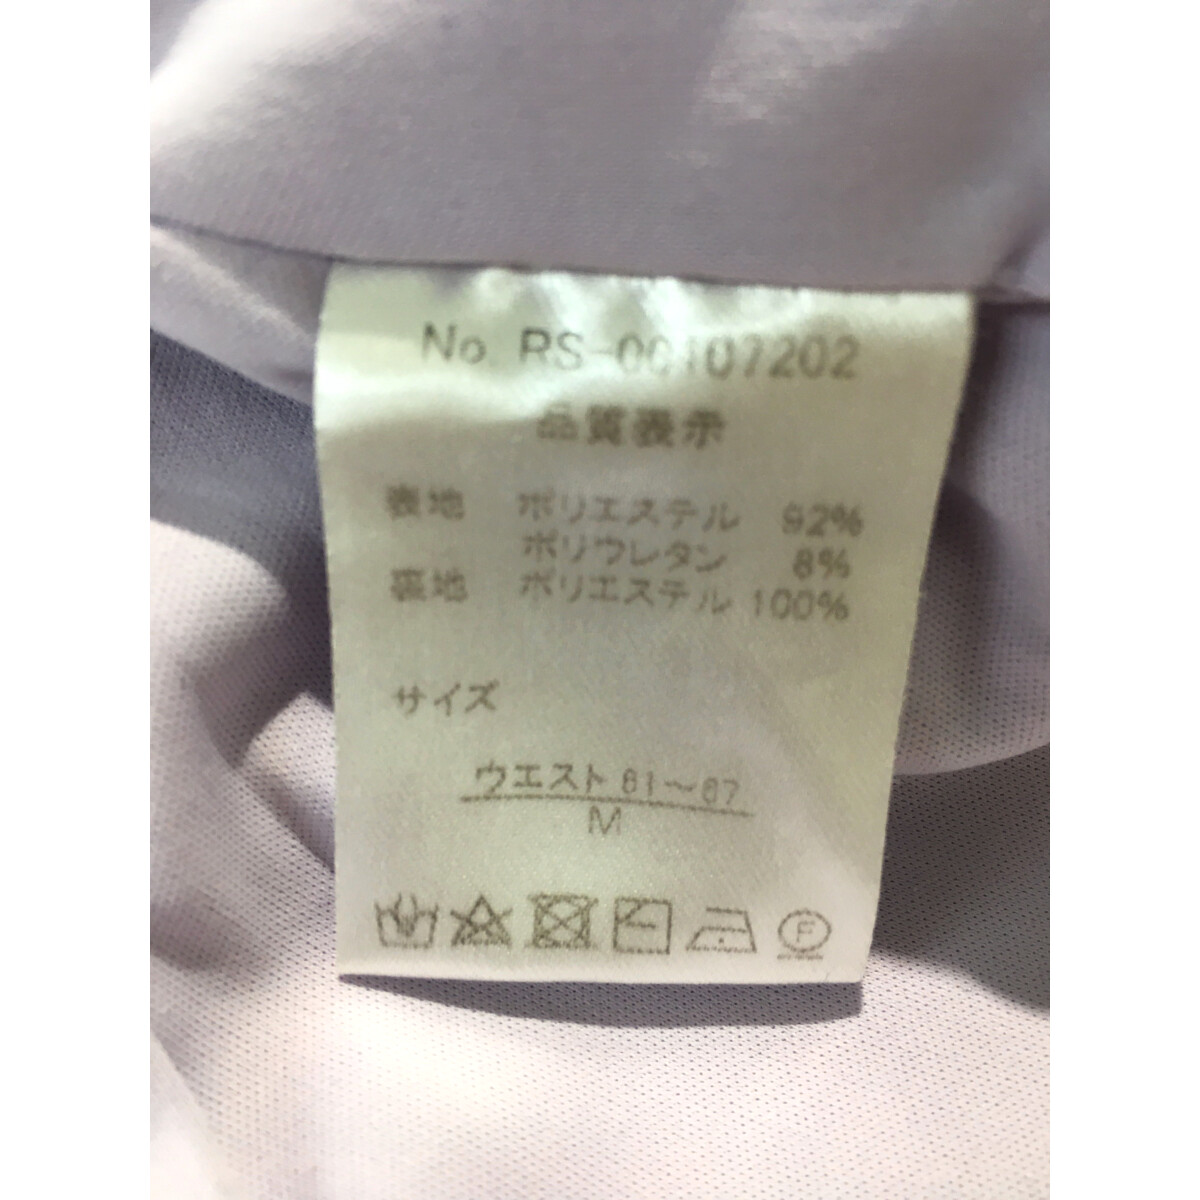 No. RS-00107202
品質表示
表地 ポリエステル 92%
ポリウレタン 8%
裏地 ポリエステル 100%
サイズ
ウエスト 61～67
M
F